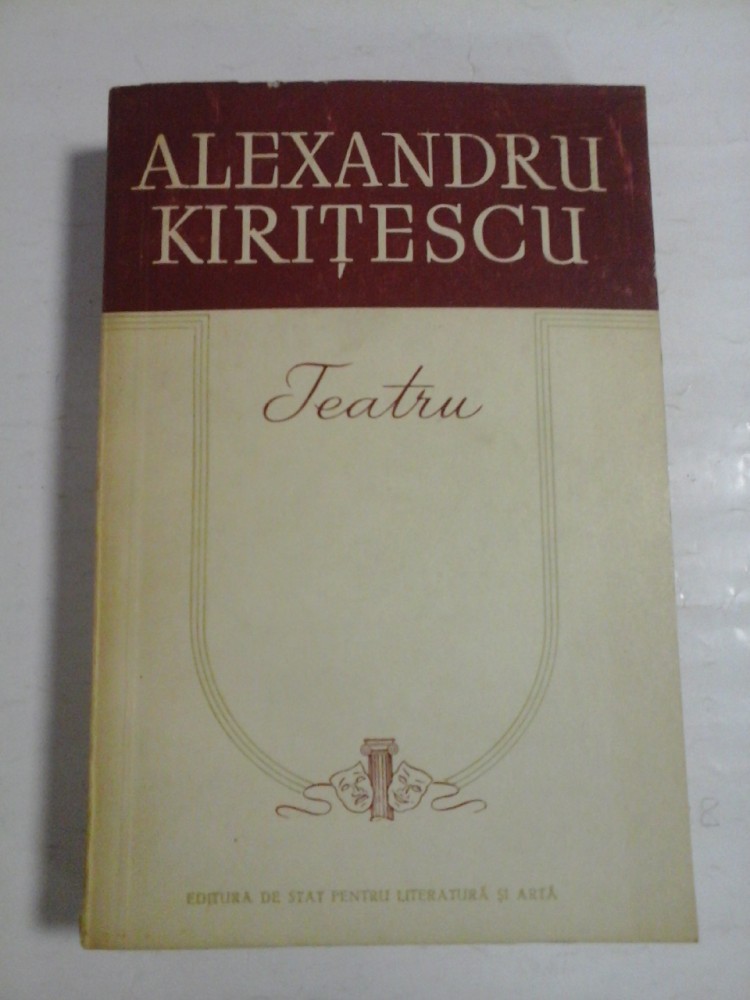 ALEXANDRU
KIRIȚESCU
Teatru
EDITURA DE STAT PENTRU LITERATURĂ ȘI ARTĂ